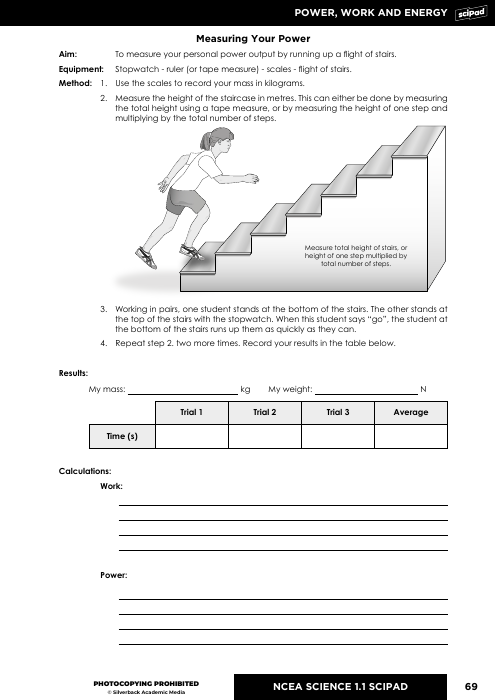 POWER, WORK AND ENERGY
scipad
Measuring Your Power
Aim: To measure your personal power output by running up a flight of stairs.
Equipment: Stopwatch - ruler (or tape measure) - scales - flight of stairs.
Method: 1. Use the scales to record your mass in kilograms.
2. Measure the height of the staircase in metres. This can either be done by measuring
the total height using a tape measure, or by measuring the height of one step and
multiplying by the total number of steps.
Measure total height of stairs, or
height of one step multiplied by
total number of steps.
3. Working in pairs, one student stands at the bottom of the stairs. The other stands at
the top of the stairs with the stopwatch. When this student says "go", the student at
the bottom of the stairs runs up them as quickly as they can.
4. Repeat step 2. two more times. Record your results in the table below.
Results:
My mass: kg My weight: N
Trial 1 Trial 2 Trial 3 Average
Time (s)
Calculations:
Work:
Power:
PHOTOCOPYING PROHIBITED
© Silverback Academic Media
NCEA SCIENCE 1.1 SCIPAD
69